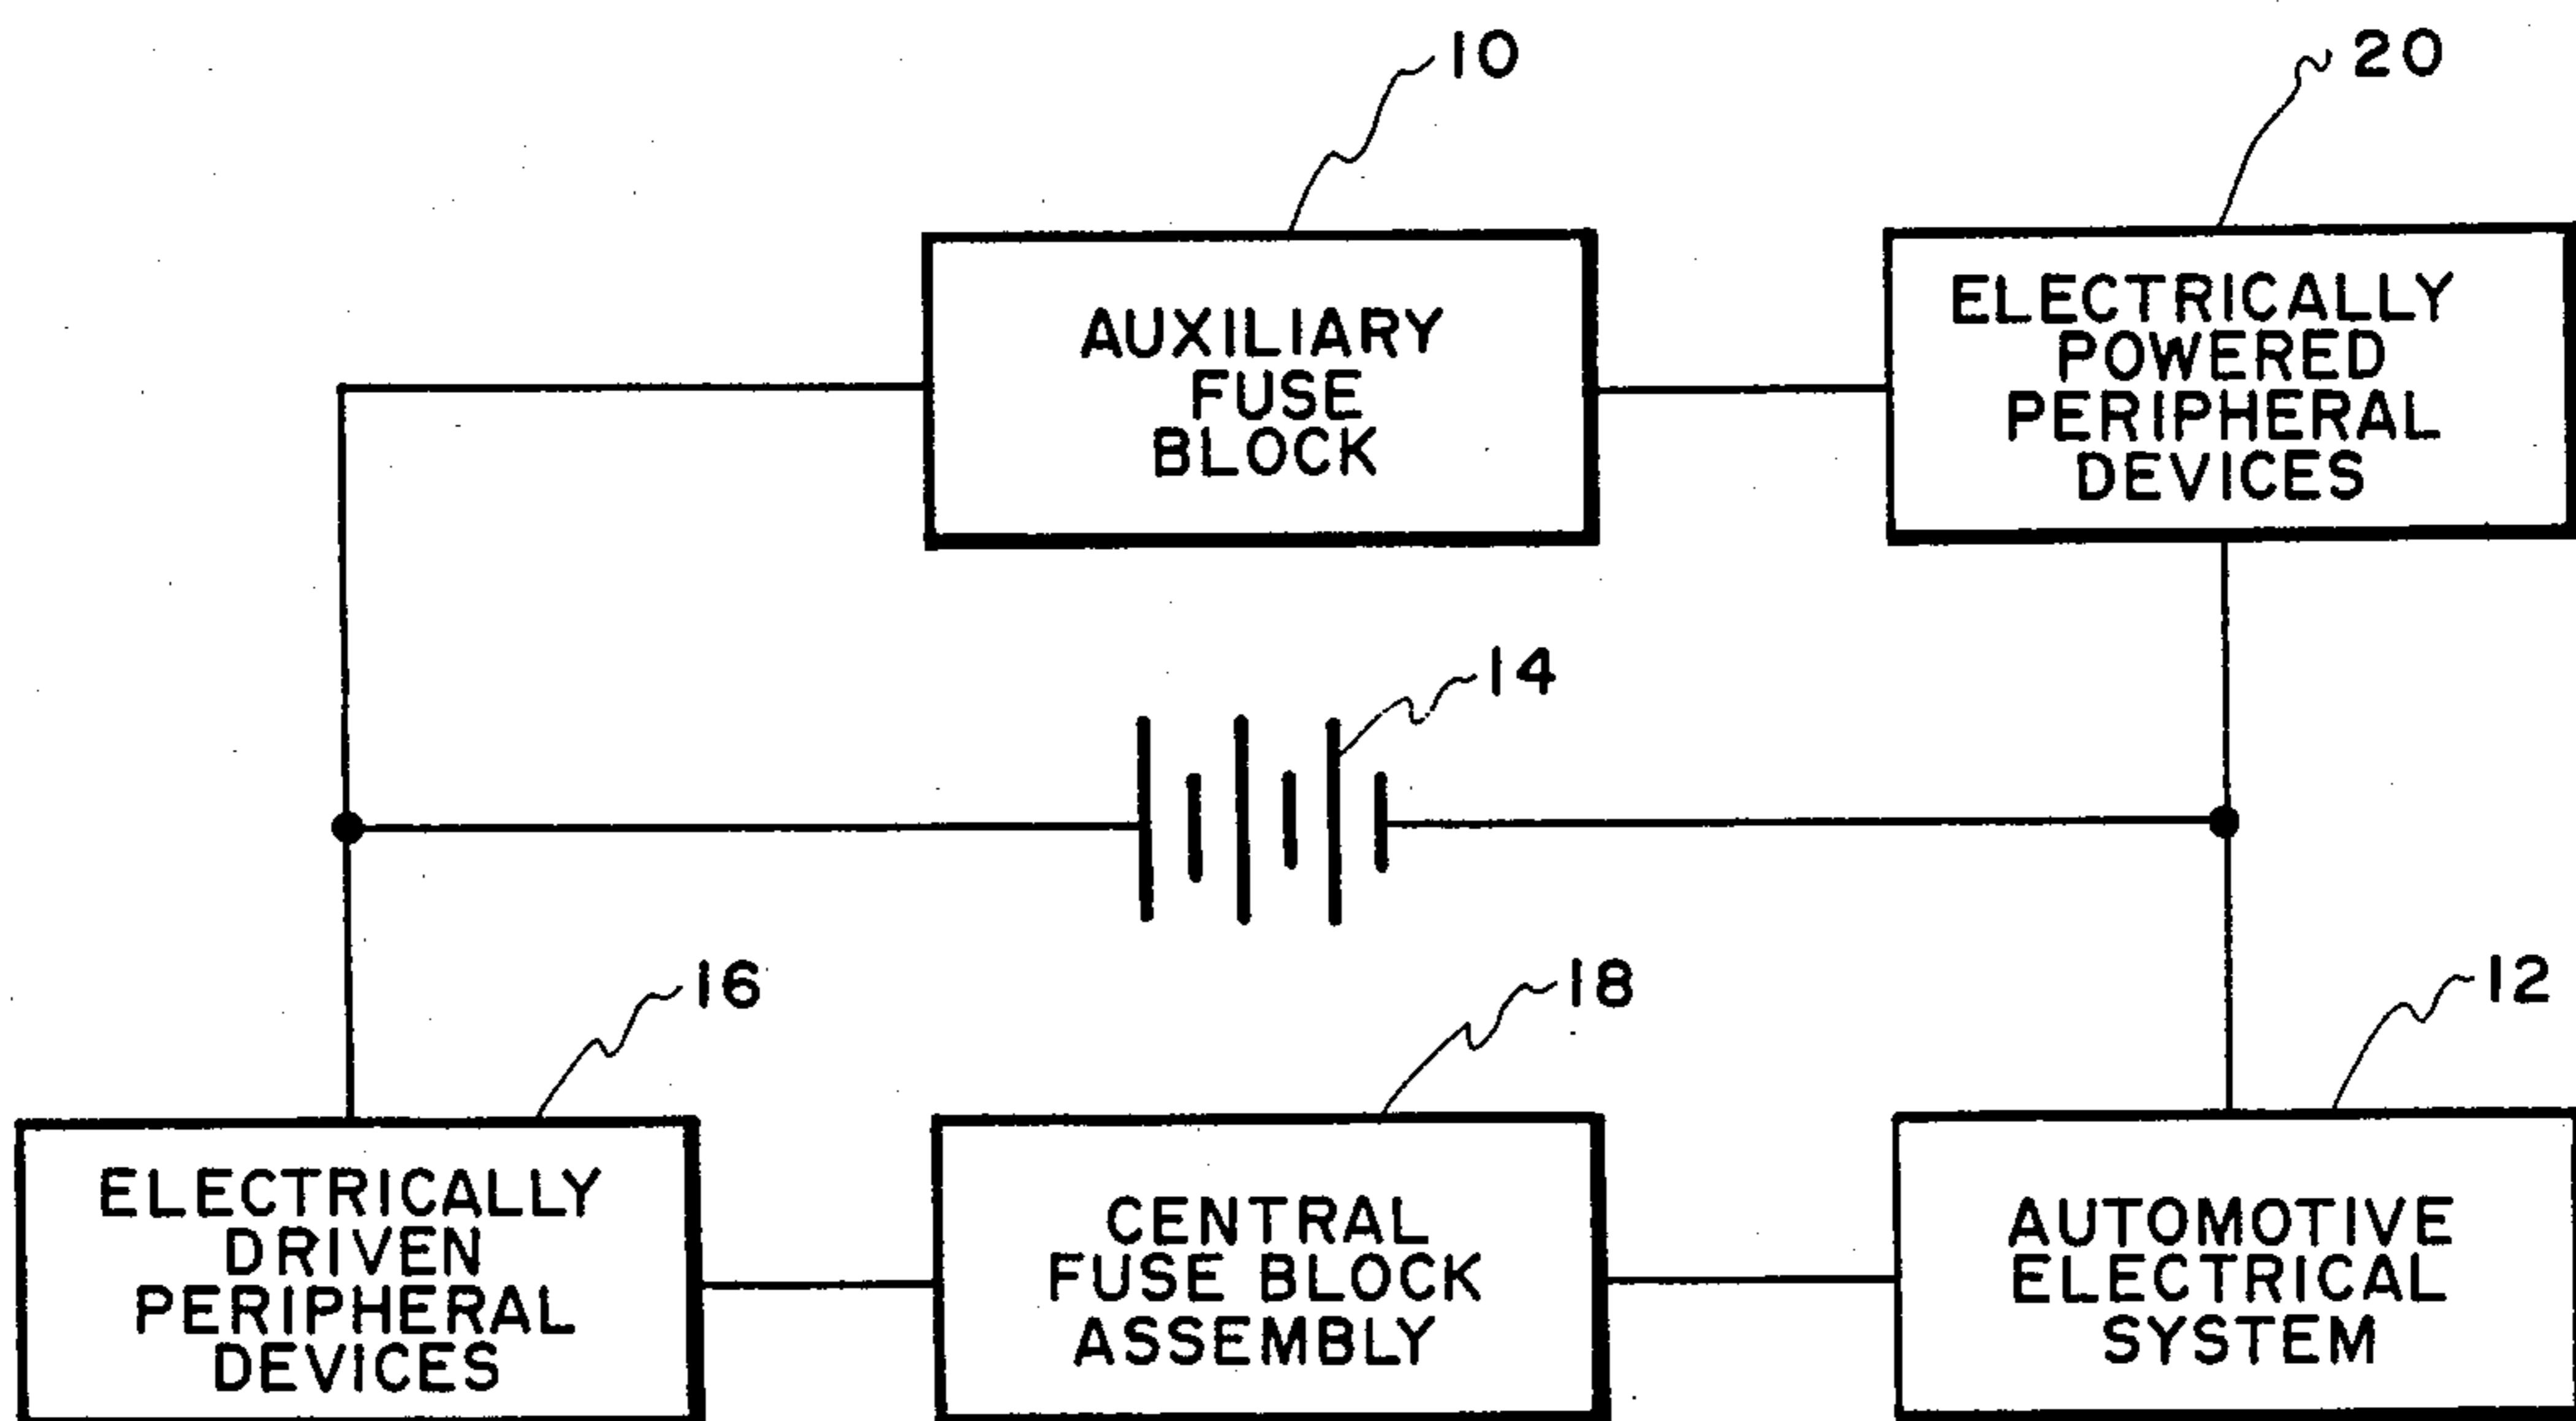 10
20
AUXILIARY
FUSE
BLOCK
ELECTRICALLY
POWERED
PERIPHERAL
DEVICES
14
16
18
12
ELECTRICALLY
DRIVEN
PERIPHERAL
DEVICES
CENTRAL
FUSE BLOCK
ASSEMBLY
AUTOMOTIVE
ELECTRICAL
SYSTEM